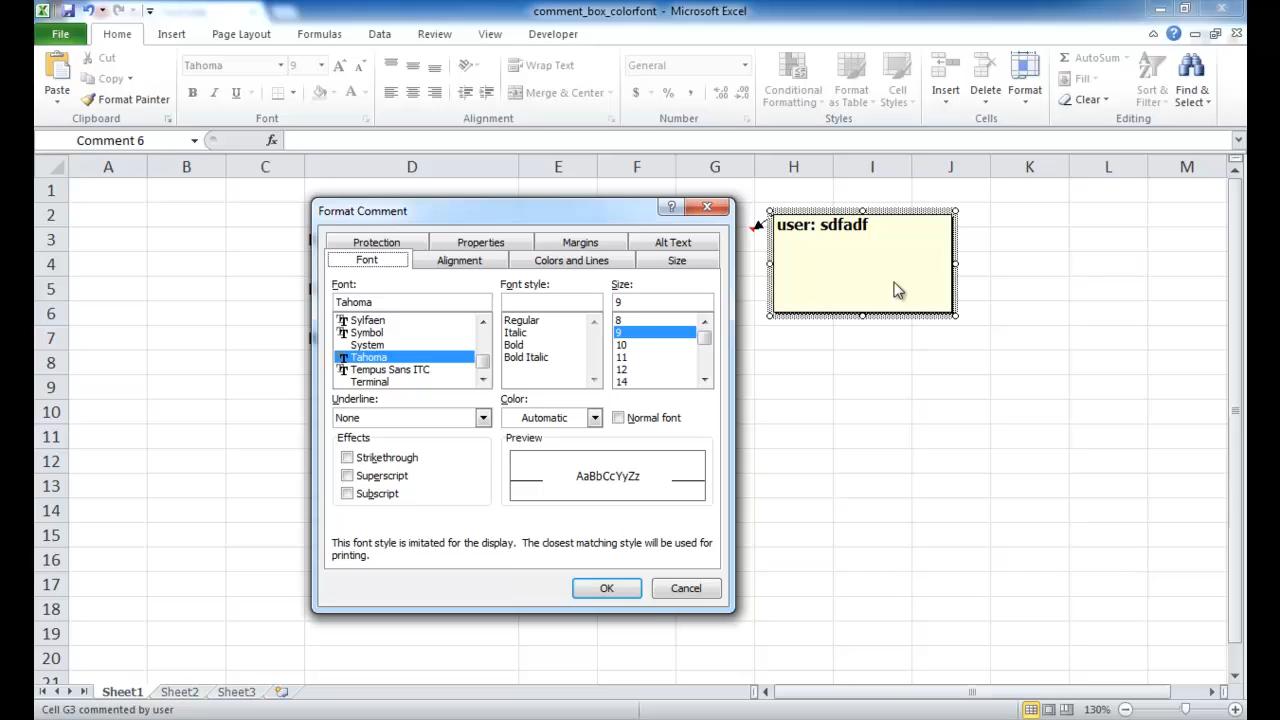 comment_box_colorfont - Microsoft Excel
File Home Insert Page Layout Formulas Data Review View Developer
Cut
Copy
Format Painter
Paste
Clipboard
Tahoma 9
B I U
Font
Wrap Text
Merge & Center
Alignment
General
$ % ,
Number
Conditional Formatting
Format as Table
Cell Styles
Styles
Insert Delete Format
Cells
AutoSum
Fill
Clear
Sort & Filter
Find & Select
Editing
Comment 6 fx
A B C D E F G H I J K L M
1
2
3
4
5
6
7
8
9
10
11
12
13
14
15
16
17
18
19
20
21
user: sdfadf
Format Comment
Protection Properties Margins Alt Text
Font Alignment Colors and Lines Size
Font: Font style: Size:
Tahoma 9
Sylfaen Regular 8
Symbol Italic 9
System Bold 10
Tahoma Bold Italic 11
Tempus Sans ITC 12
Terminal 14
Underline: Color:
None Automatic Normal font
Effects Preview
Strikethrough
Superscript AaBbCcYyZz
Subscript
This font style is imitated for the display. The closest matching style will be used for
printing.
OK Cancel
Sheet1 Sheet2 Sheet3
Cell G3 commented by user 130%